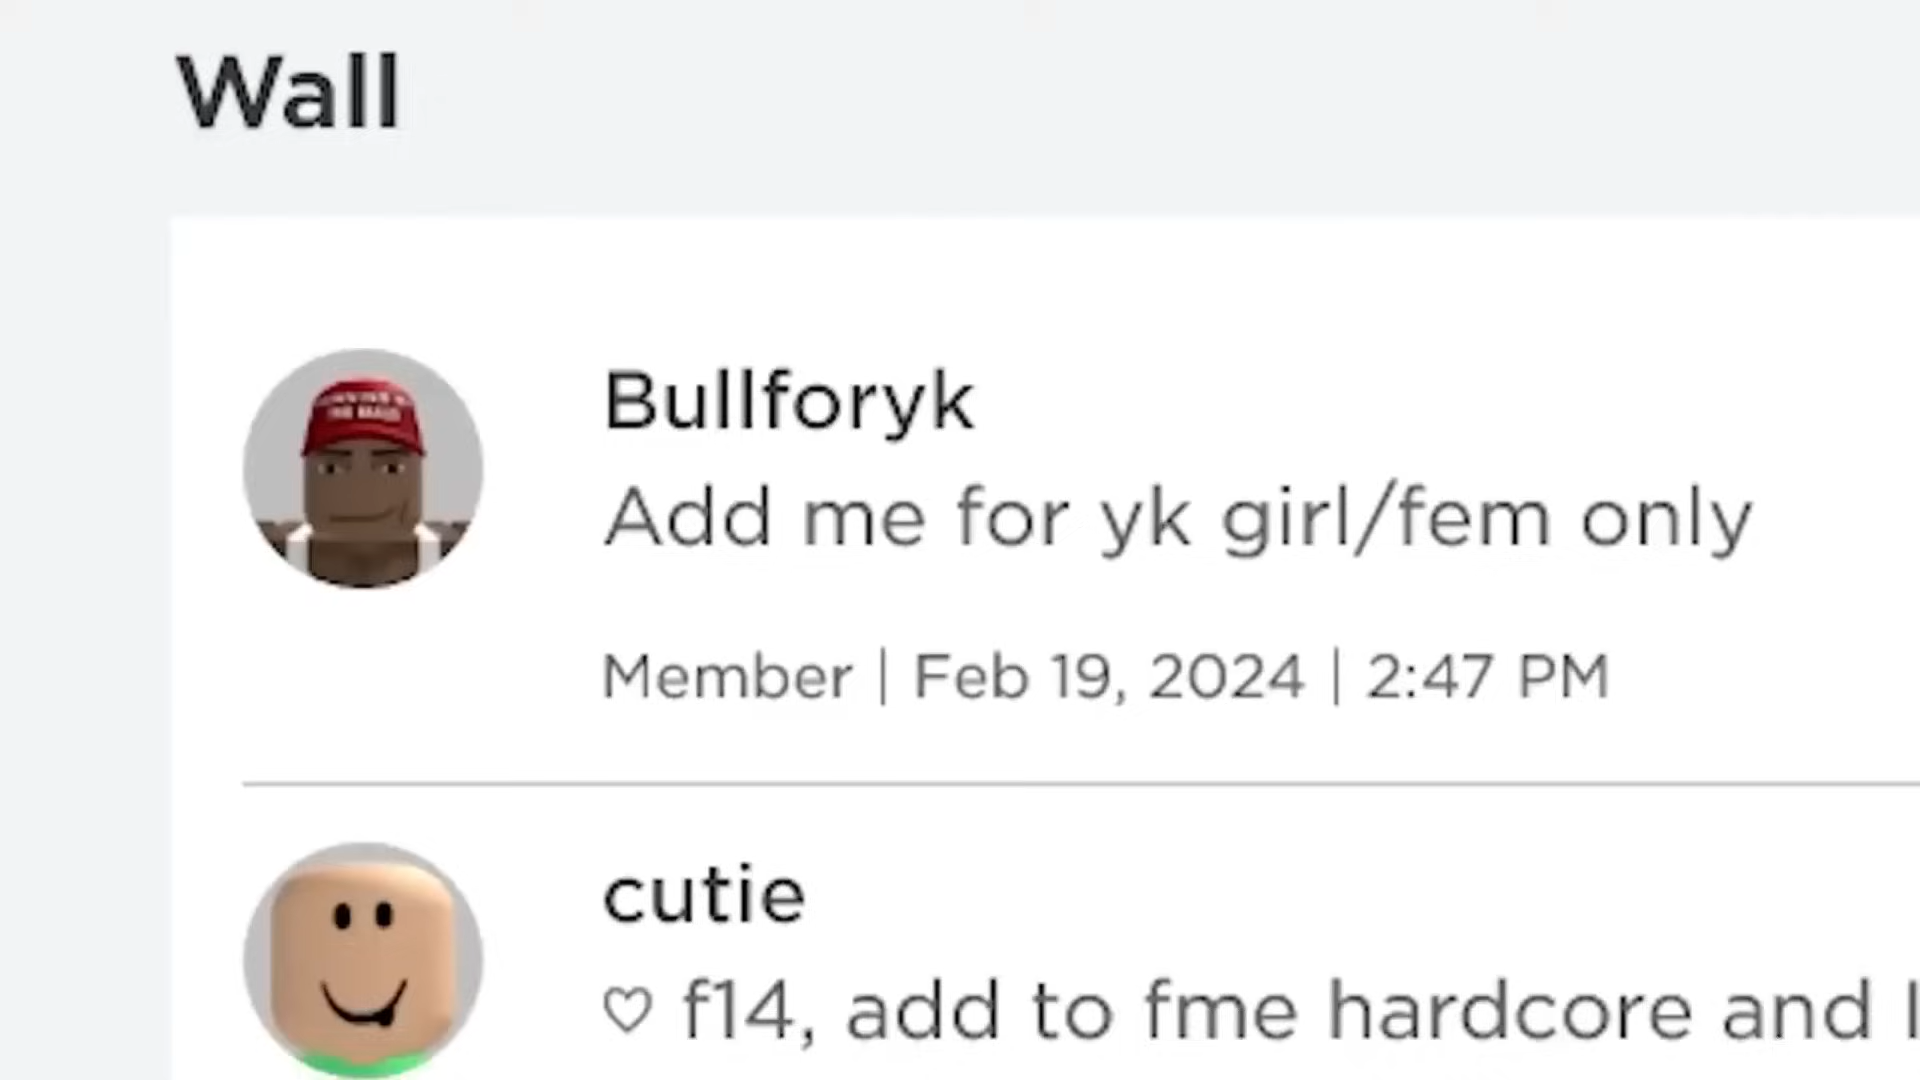 Wall
Bullforyk
Add me for yk girl/fem only
Member | Feb 19, 2024 | 2:47 PM
cutie
♡ f14, add to fme hardcore and